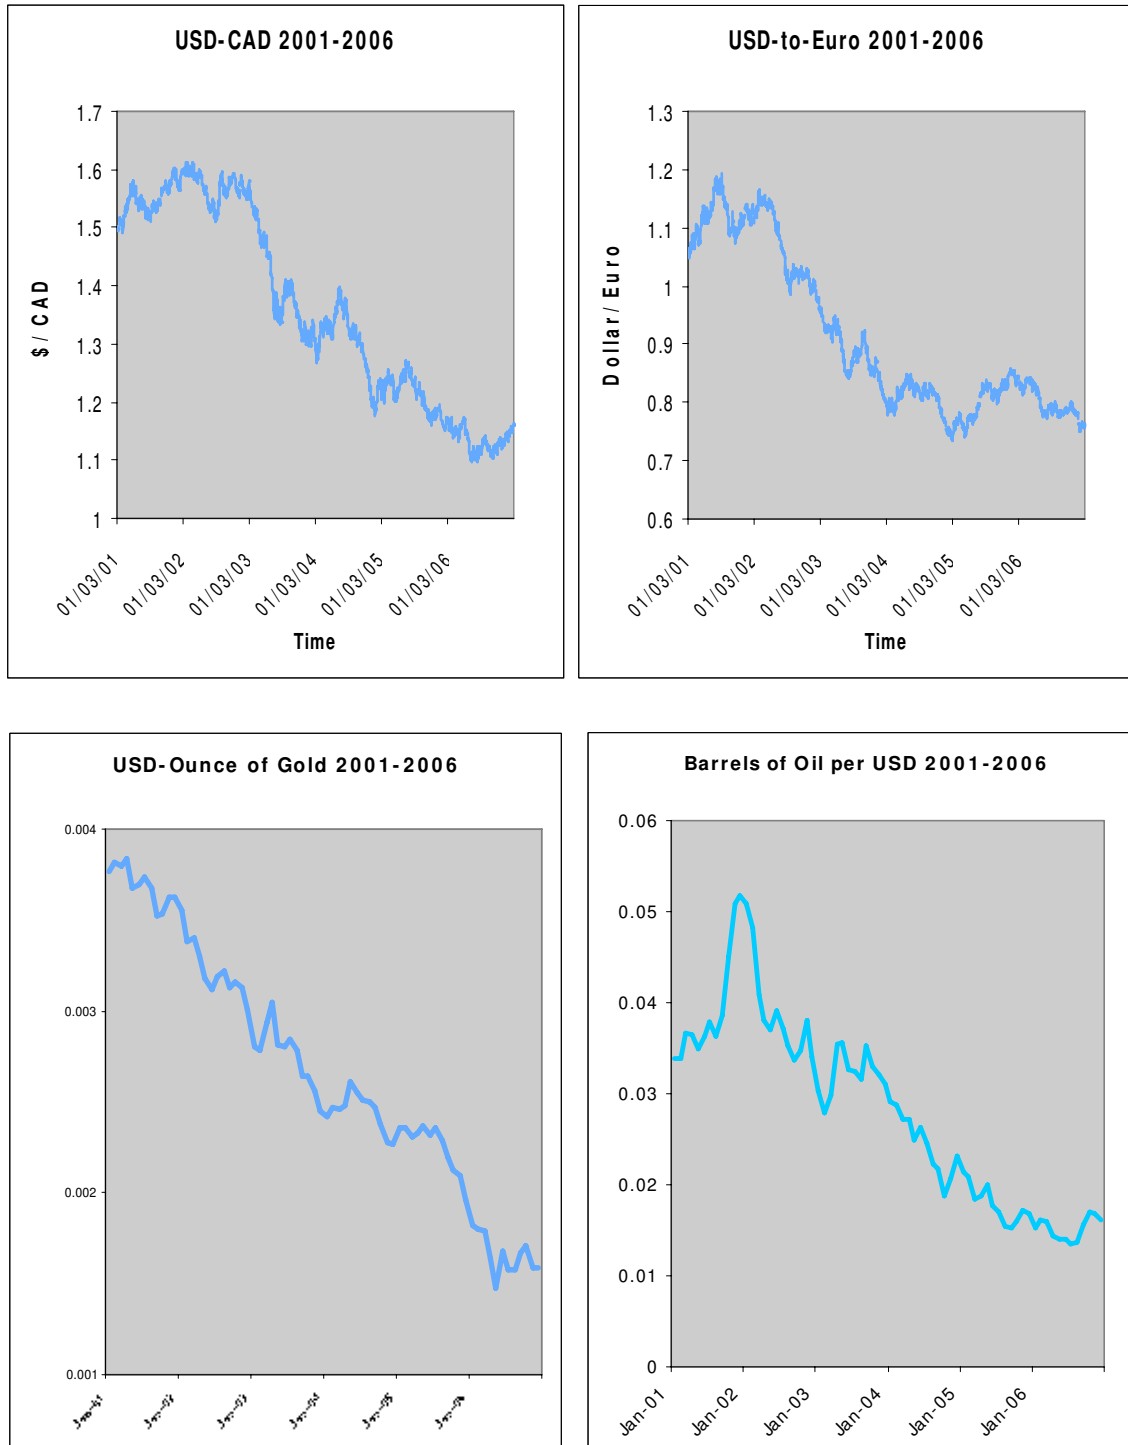 USD-CAD 2001-2006
1.7
1.6
1.5
1.4
1.3
1.2
1.1
1
$ / CAD
01/03/01
01/03/02
01/03/03
01/03/04
01/03/05
01/03/06
Time
USD-to-Euro 2001-2006
1.3
1.2
1.1
1
0.9
0.8
0.7
0.6
Dollar/Euro
01/03/01
01/03/02
01/03/03
01/03/04
01/03/05
01/03/06
Time
USD-Ounce of Gold 2001-2006
0.004
0.003
0.002
0.001
Barrels of Oil per USD 2001-2006
0.06
0.05
0.04
0.03
0.02
0.01
0
Jan-01
Jan-02
Jan-03
Jan-04
Jan-05
Jan-06